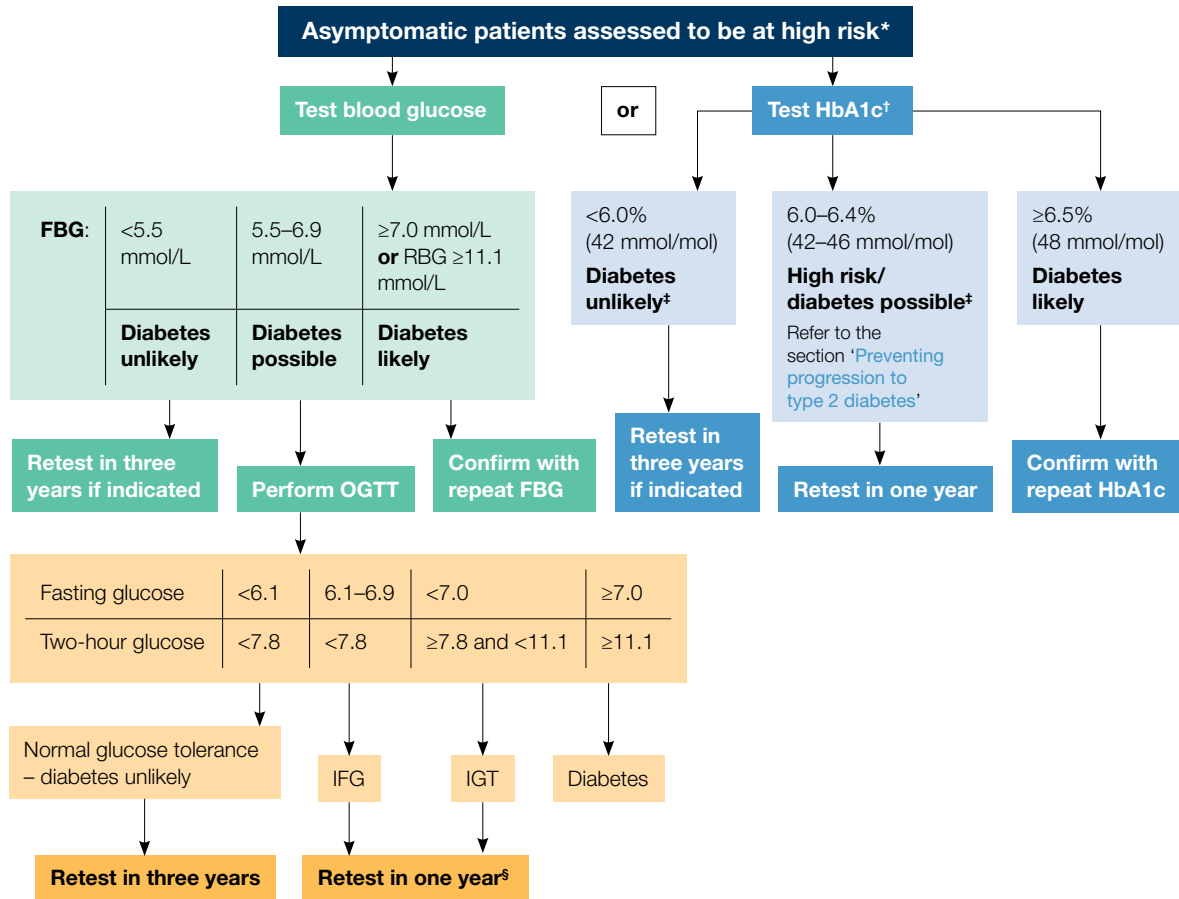 Asymptomatic patients assessed to be at high risk*
Test blood glucose
or
Test HbA1c†
FBG:
<5.5
mmol/L
5.5–6.9
mmol/L
≥7.0 mmol/L
or RBG ≥11.1
mmol/L
Diabetes
unlikely
Diabetes
possible
Diabetes
likely
<6.0%
(42 mmol/mol)
Diabetes
unlikely‡
6.0–6.4%
(42–46 mmol/mol)
High risk/
diabetes possible‡
Refer to the
section ‘Preventing
progression to
type 2 diabetes’
≥6.5%
(48 mmol/mol)
Diabetes
likely
Retest in three
years if indicated
Perform OGTT
Confirm with
repeat FBG
Retest in
three years
if indicated
Retest in one year
Confirm with
repeat HbA1c
Fasting glucose <6.1 6.1–6.9 <7.0 ≥7.0
Two-hour glucose <7.8 <7.8 ≥7.8 and <11.1 ≥11.1
Normal glucose tolerance
– diabetes unlikely
IFG
IGT
Diabetes
Retest in three years
Retest in one year§